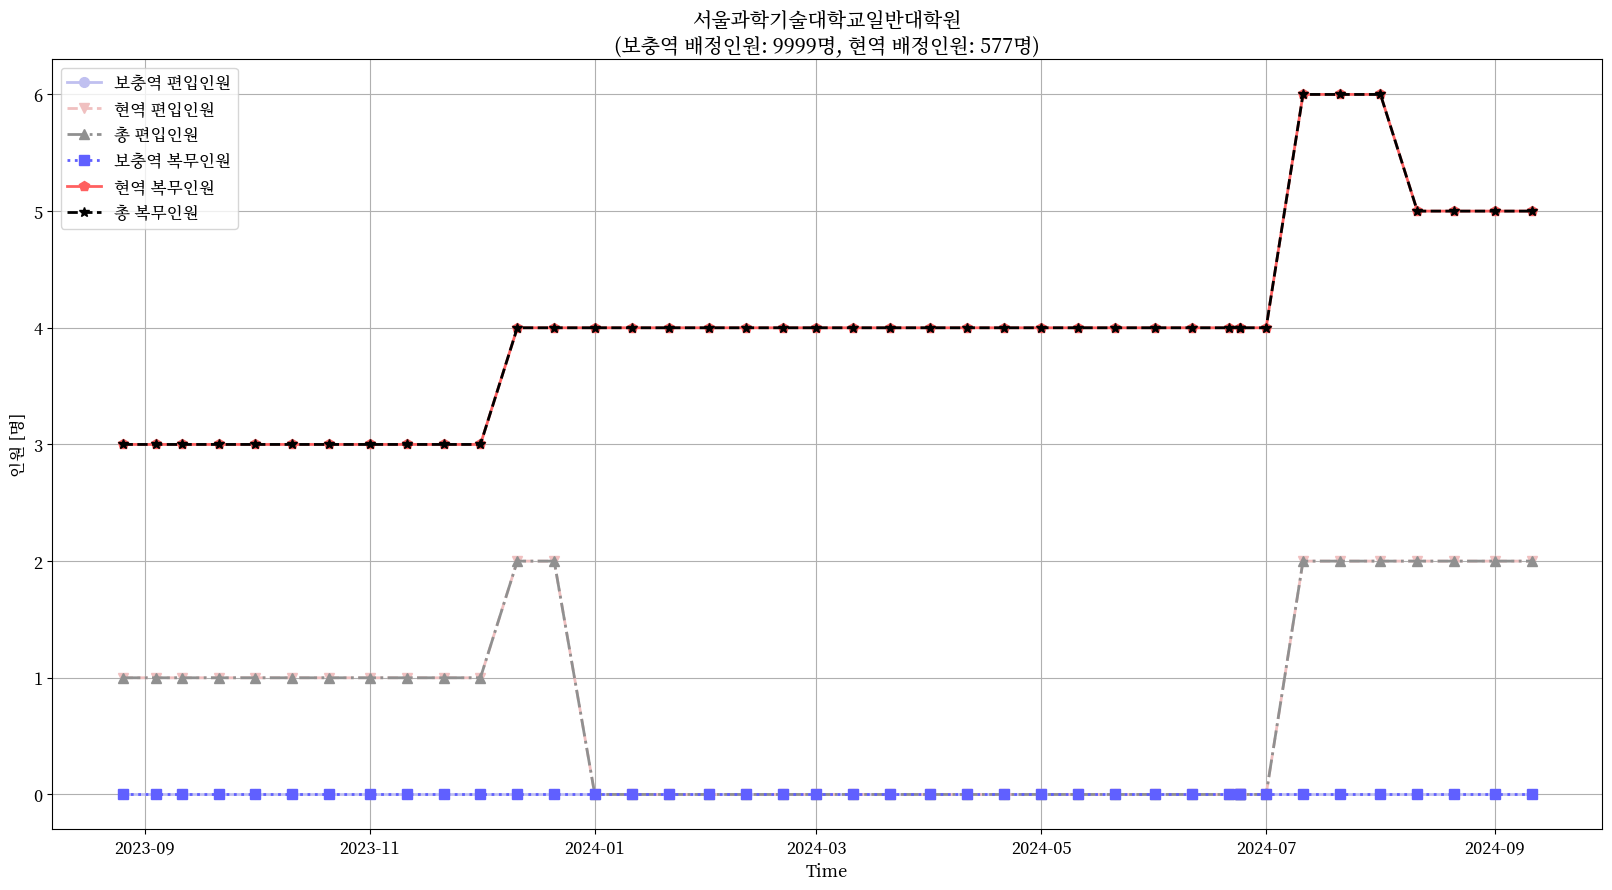 서울과학기술대학교일반대학원
(보충역 배정인원: 9999명, 현역 배정인원: 577명)
보충역 편입인원
현역 편입인원
총 편입인원
보충역 복무인원
현역 복무인원
총 복무인원
6
5
4
3
2
1
0
인원 [명]
2023-09
2023-11
2024-01
2024-03
2024-05
2024-07
2024-09
Time